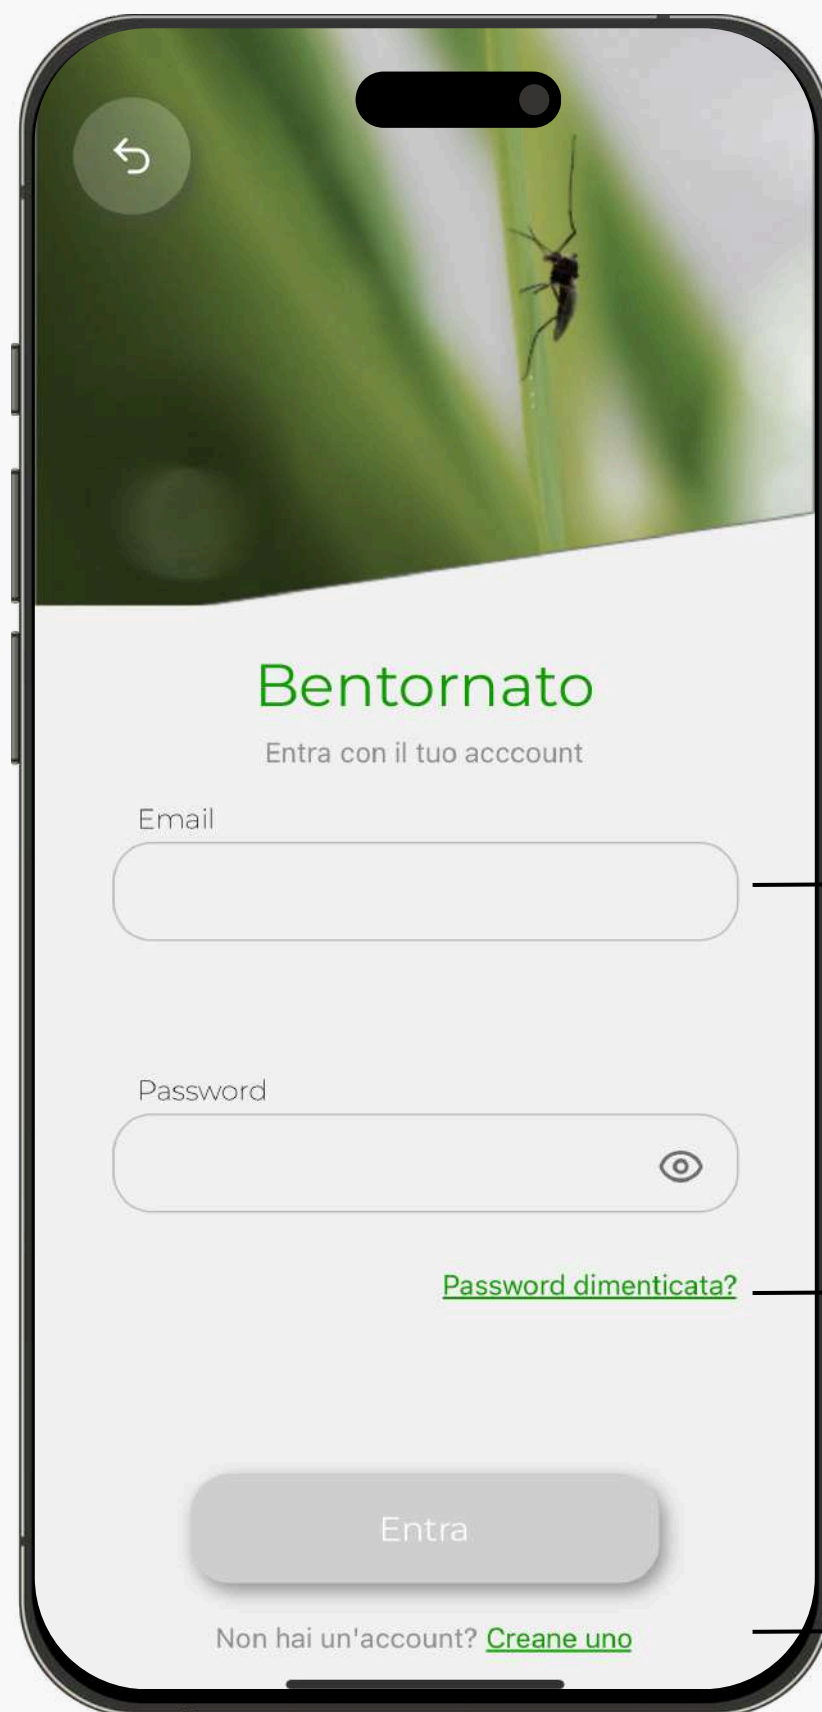 Bentornato
Entra con il tuo acccount
Email
Password
Password dimenticata?
Entra
Non hai un'account? Creane uno